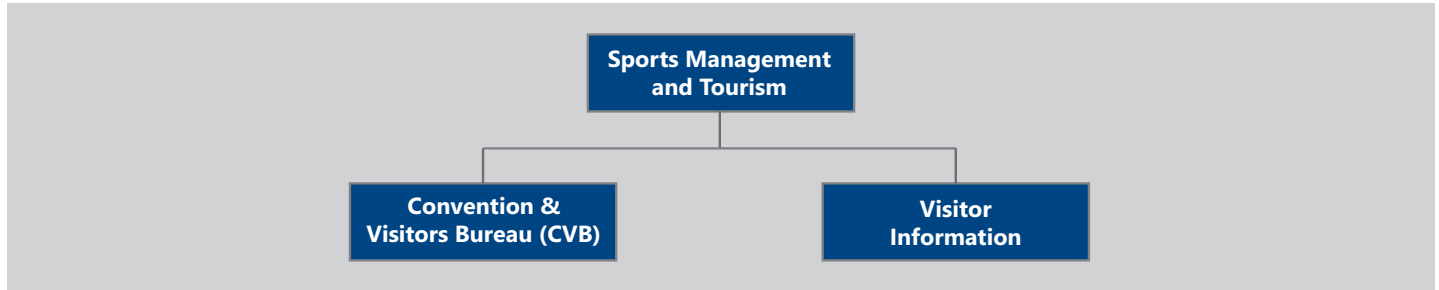 Sports Management
and Tourism
Convention &
Visitors Bureau (CVB)
Visitor
Information